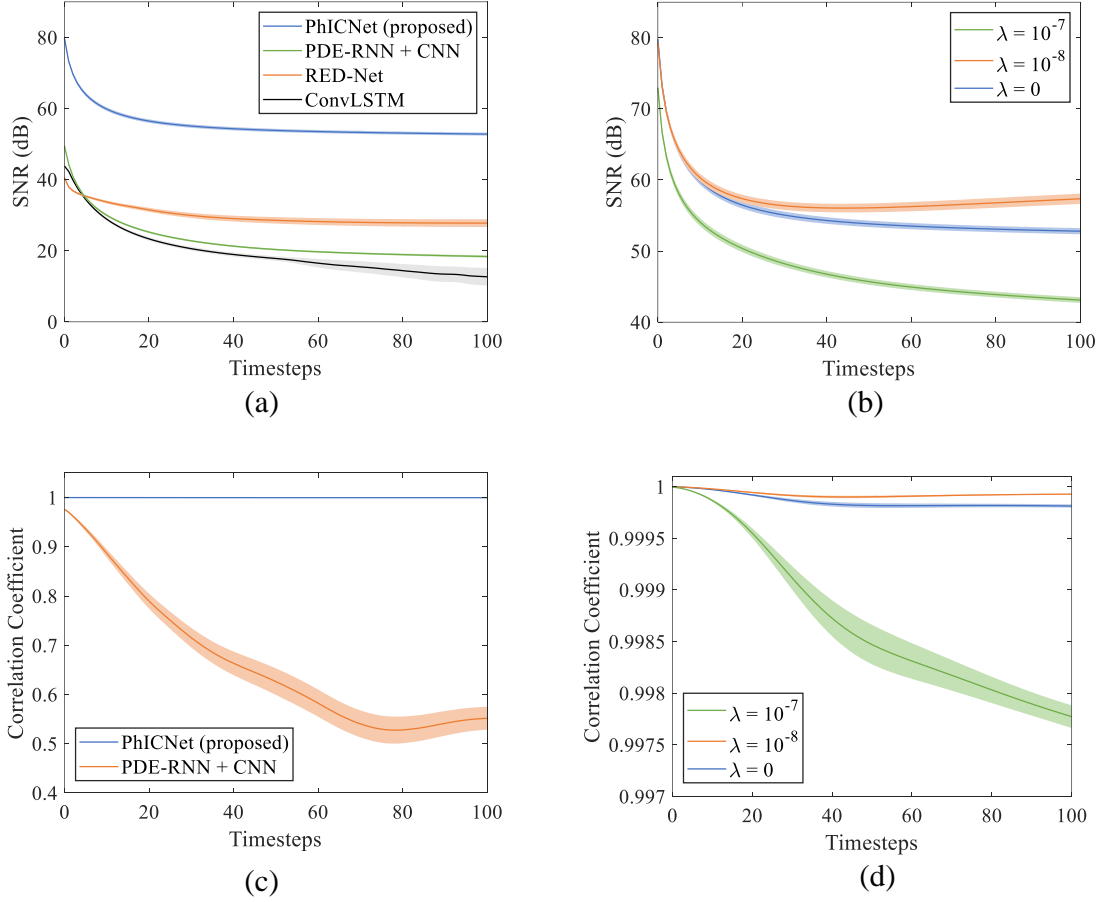 80
60
40
20
0
SNR (dB)
0 20 40 60 80 100
Timesteps
PhICNet (proposed)
PDE-RNN + CNN
RED-Net
ConvLSTM
(a)
90
80
70
60
50
40
SNR (dB)
0 20 40 60 80 100
Timesteps
λ = 10⁻⁷
λ = 10⁻⁸
λ = 0
(b)
1
0.9
0.8
0.7
0.6
0.5
0.4
Correlation Coefficient
0 20 40 60 80 100
Timesteps
PhICNet (proposed)
PDE-RNN + CNN
(c)
1
0.9995
0.999
0.9985
0.998
0.9975
0.997
Correlation Coefficient
0 20 40 60 80 100
Timesteps
λ = 10⁻⁷
λ = 10⁻⁸
λ = 0
(d)